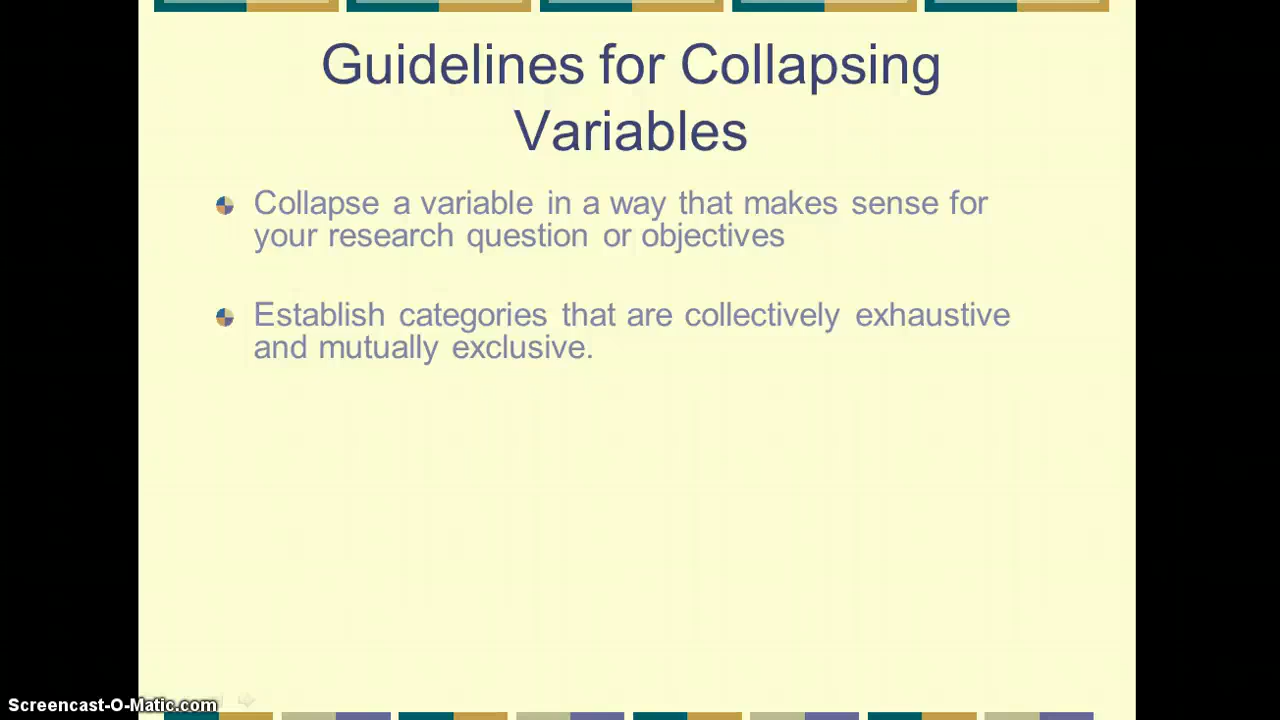 Guidelines for Collapsing
Variables
Collapse a variable in a way that makes sense for
your research question or objectives
Establish categories that are collectively exhaustive
and mutually exclusive.
Screencast-O-Matic.com